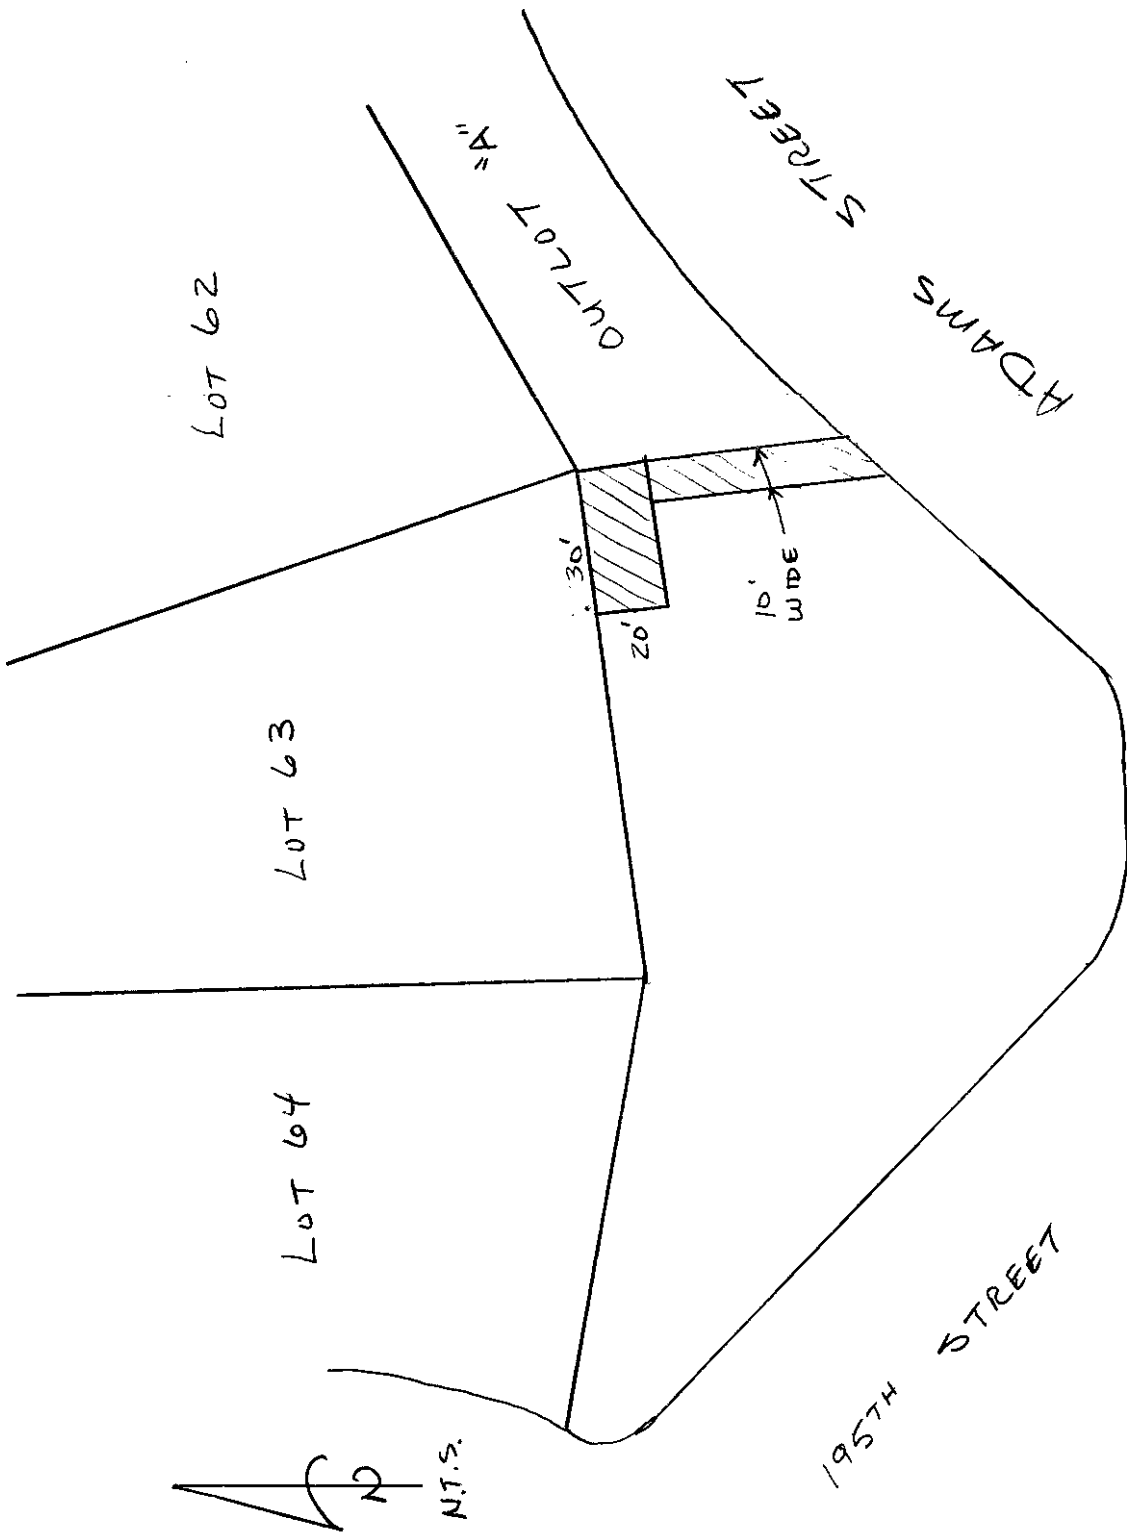 N
N.T.S.
LOT 64
LOT 63
LOT 62
OUTLOT "A"
30'
20'
10'
WIDE
195TH STREET
ADAMS STREET